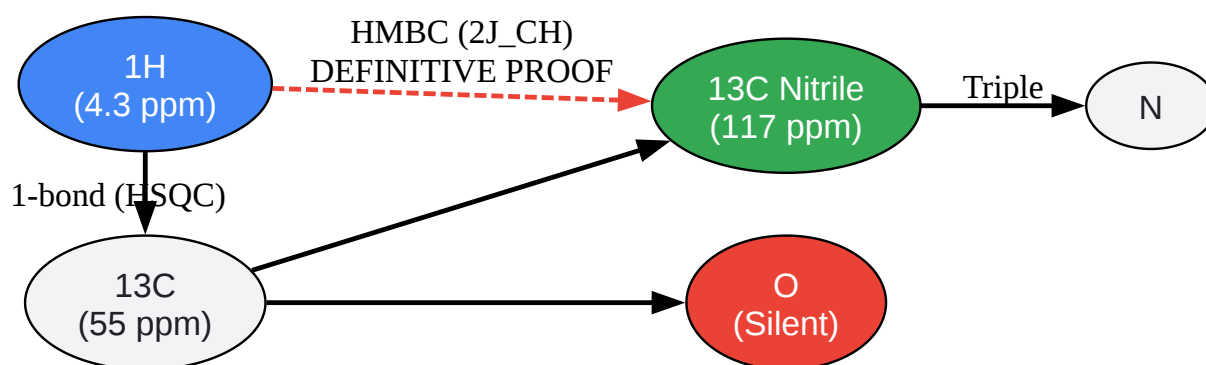 1H
(4.3 ppm)
HMBC (2J_CH)
DEFINITIVE PROOF
13C Nitrile
(117 ppm)
Triple
N
1-bond (HSQC)
13C
(55 ppm)
O
(Silent)